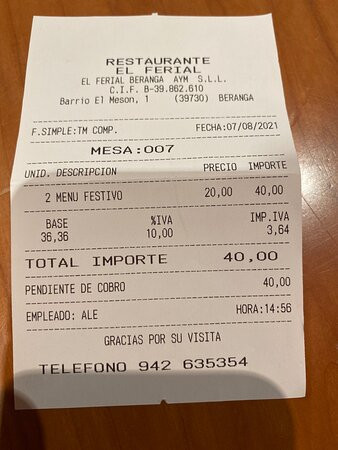 RESTAURANTE
EL FERIAL
EL FERIAL BERANGA AYM S.L.L.
C.I.F. B-39.862.610
Barrio El Meson, 1 (39730) BERANGA
F.SIMPLE:TM COMP. FECHA:07/08/2021
MESA:007
UNID. DESCRIPCION PRECIO IMPORTE
2 MENU FESTIVO 20,00 40,00
BASE %IVA IMP.IVA
36,36 10,00 3,64
TOTAL IMPORTE 40,00
PENDIENTE DE COBRO 40,00
EMPLEADO: ALE HORA:14:56
GRACIAS POR SU VISITA
TELEFONO 942 635354